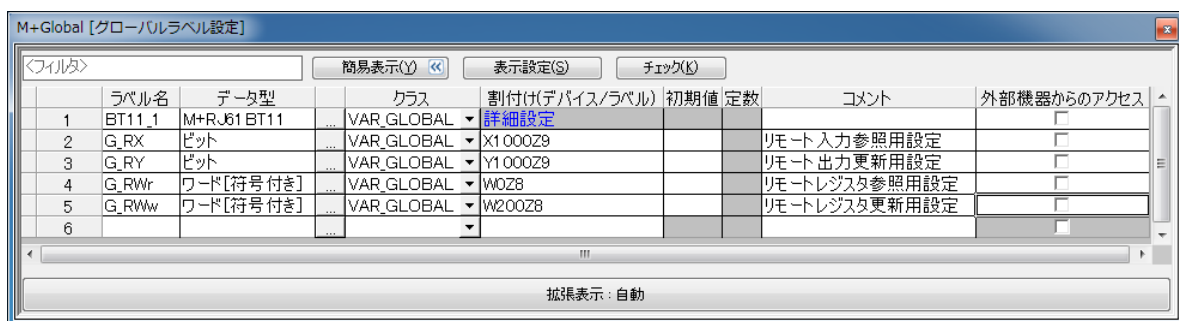 M+Global [グローバルラベル設定]
<フィルタ> 簡易表示(Y) 表示設定(S) チェック(K)
ラベル名 データ型 クラス 割付け(デバイス/ラベル) 初期値 定数 コメント 外部機器からのアクセス
1 BT11_1 M+RJ61BT11 ... VAR_GLOBAL 詳細設定
2 G_RX ビット ... VAR_GLOBAL X1000Z9 リモート入力参照用設定
3 G_RY ビット ... VAR_GLOBAL Y1000Z9 リモート出力更新用設定
4 G_RWr ワード[符号付き] ... VAR_GLOBAL W0Z8 リモートレジスタ参照用設定
5 G_RWw ワード[符号付き] ... VAR_GLOBAL W200Z8 リモートレジスタ更新用設定
6 ...
拡張表示:自動